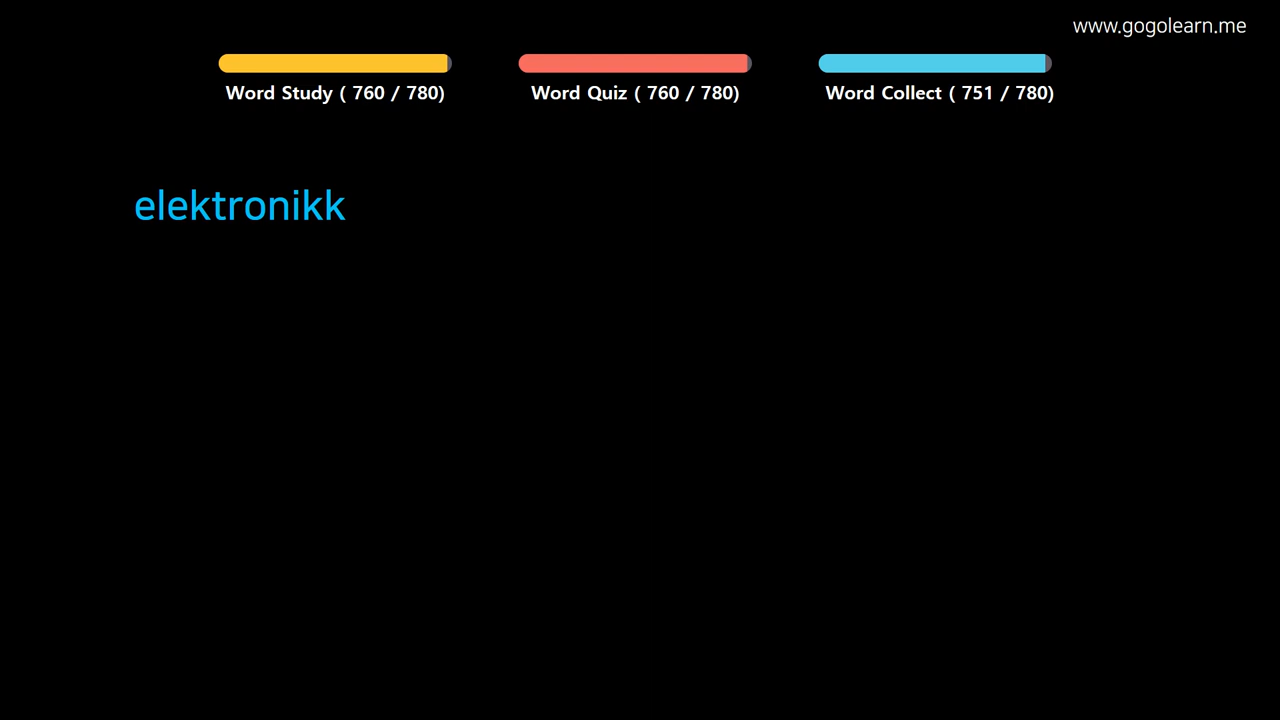 www.gogolearn.me
Word Study ( 760 / 780)
Word Quiz ( 760 / 780)
Word Collect ( 751 / 780)
elektronikk